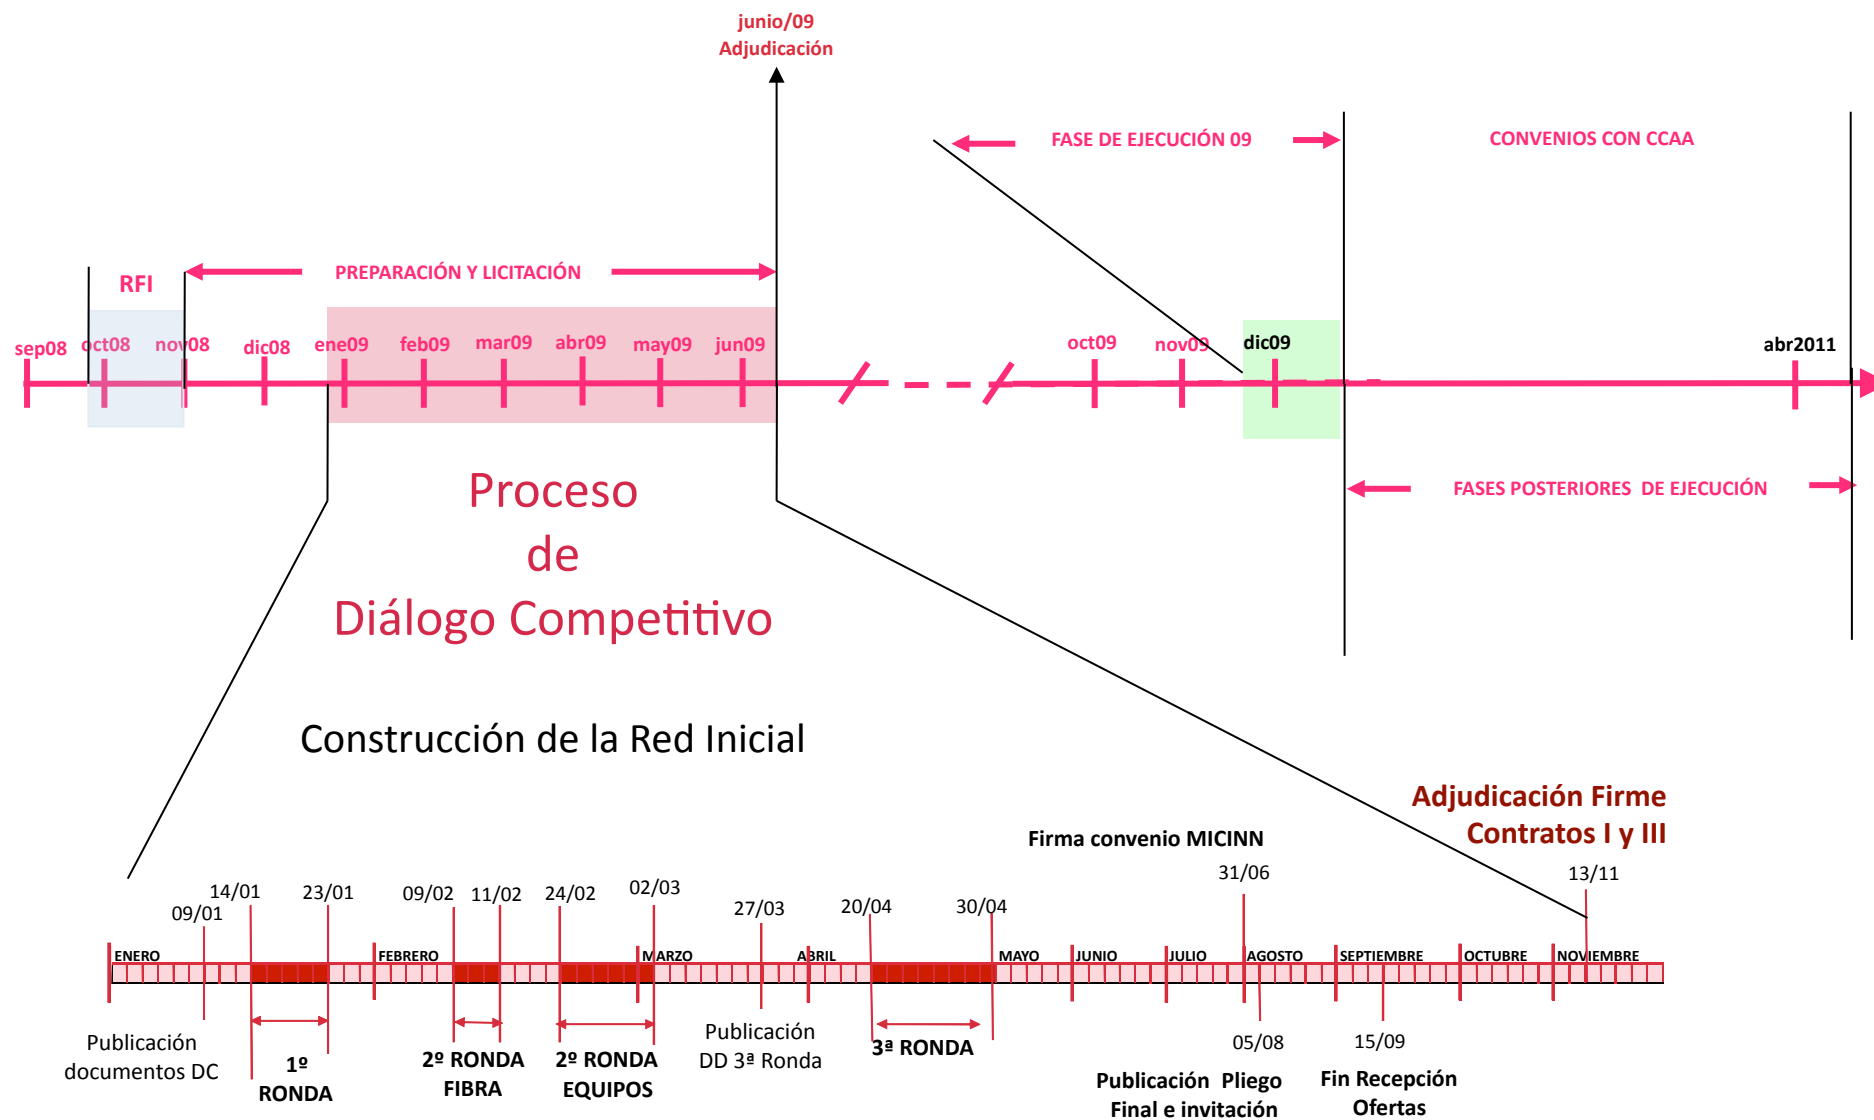 junio/09
Adjudicación
FASE DE EJECUCIÓN 09
CONVENIOS CON CCAA
RFI
PREPARACIÓN Y LICITACIÓN
sep08
oct08
nov08
dic08
ene09
feb09
mar09
abr09
may09
jun09
oct09
nov09
dic09
abr2011
FASES POSTERIORES DE EJECUCIÓN
Proceso
de
Diálogo Competitivo
Construcción de la Red Inicial
Adjudicación Firme
Contratos I y III
Firma convenio MICINN
09/01
14/01
23/01
09/02
11/02
24/02
02/03
27/03
20/04
30/04
31/06
13/11
ENERO
FEBRERO
MARZO
ABRIL
MAYO
JUNIO
JULIO
AGOSTO
SEPTIEMBRE
OCTUBRE
NOVIEMBRE
Publicación
documentos DC
1º
RONDA
2º RONDA
FIBRA
2º RONDA
EQUIPOS
Publicación
DD 3ª Ronda
3ª RONDA
05/08
Publicación Pliego
Final e invitación
15/09
Fin Recepción
Ofertas